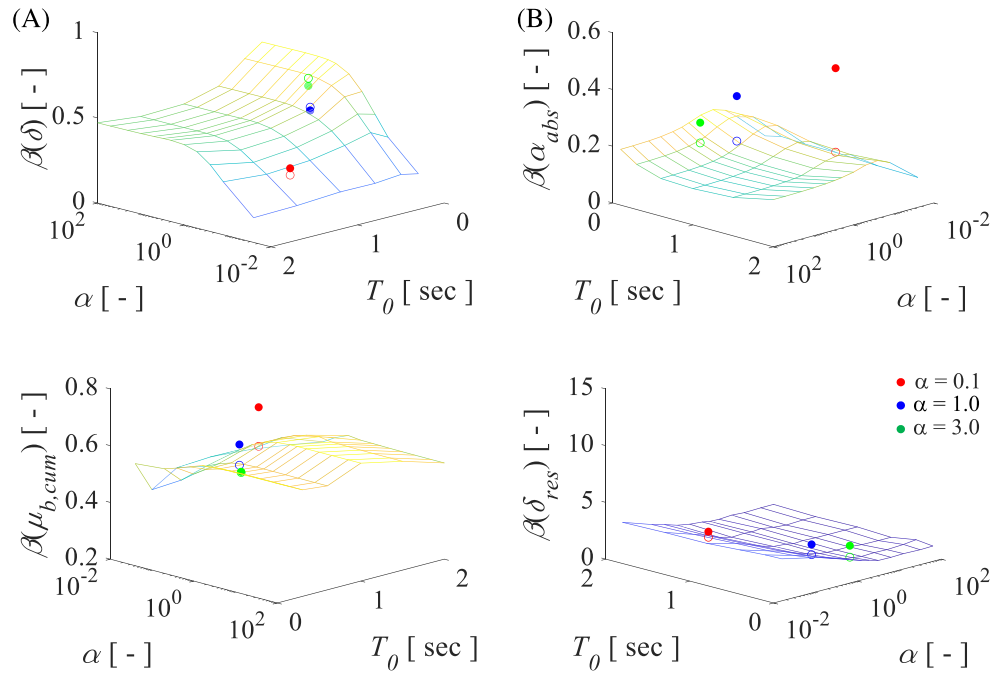 (A)
1
0.5
0
β(δ) [ - ]
10^2
10^0
10^-2
α [ - ]
2
1
0
T_0 [ sec ]
(B)
0.6
0.4
0.2
0
β(α_abs) [ - ]
0
1
2
T_0 [ sec ]
10^2
10^0
10^-2
α [ - ]
0.8
0.6
0.4
0.2
β(μ_b,cum) [ - ]
10^-2
10^0
10^2
α [ - ]
0
1
2
T_0 [ sec ]
15
10
5
0
β(δ_res) [ - ]
2
1
0
T_0 [ sec ]
10^-2
10^0
10^2
α [ - ]
α = 0.1
α = 1.0
α = 3.0